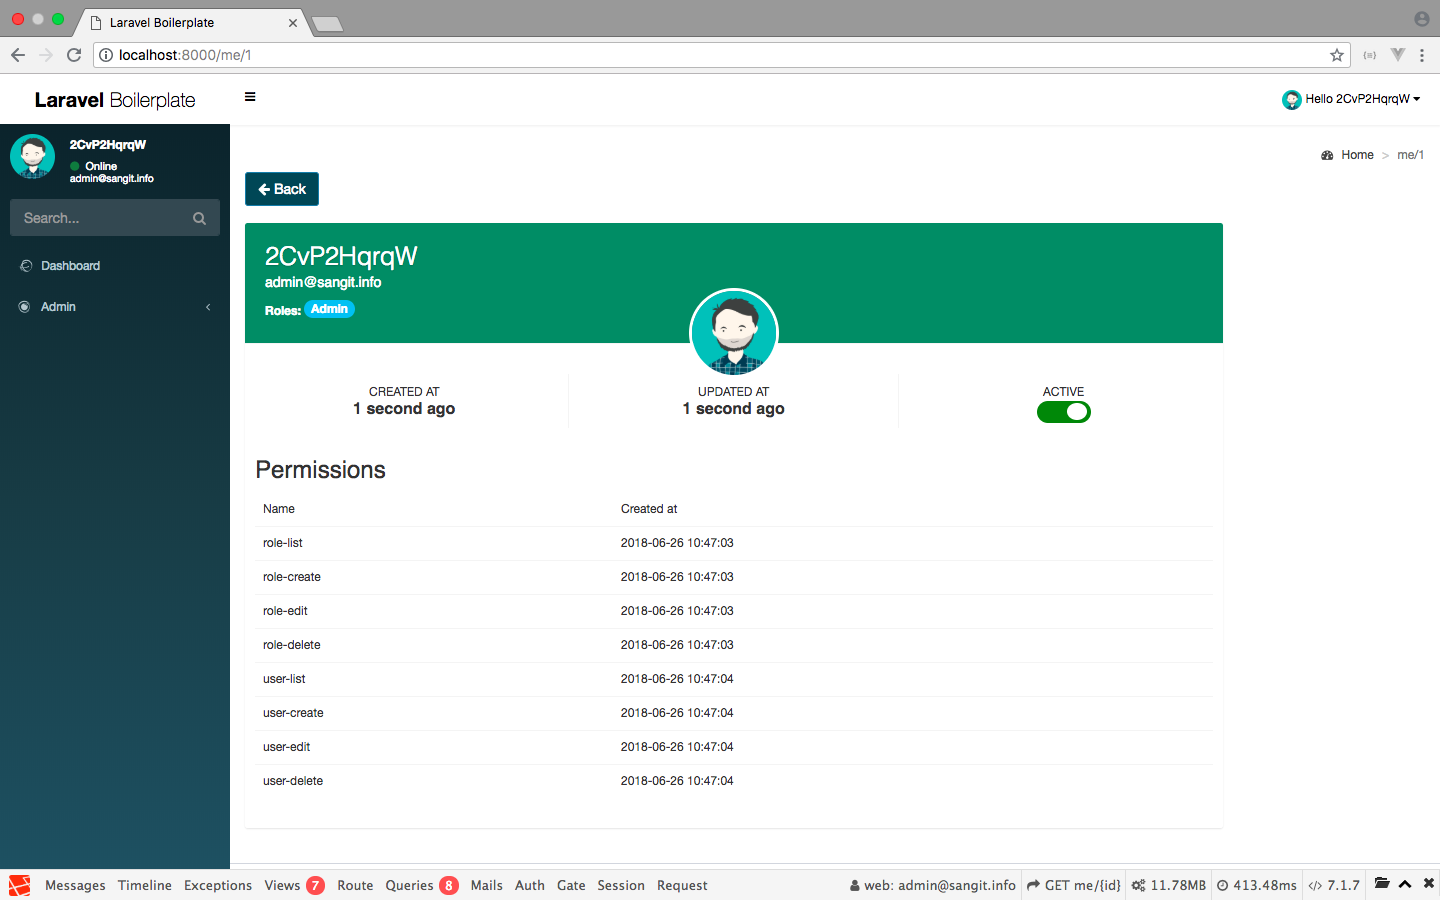 Laravel Boilerplate
localhost:8000/me/1
Laravel Boilerplate
Hello 2CvP2HqrqW
2CvP2HqrqW
Online
admin@sangit.info
Search...
Dashboard
Admin
Home > me/1
Back
2CvP2HqrqW
admin@sangit.info
Roles: Admin
CREATED AT
1 second ago
UPDATED AT
1 second ago
ACTIVE
Permissions
Name Created at
role-list 2018-06-26 10:47:03
role-create 2018-06-26 10:47:03
role-edit 2018-06-26 10:47:03
role-delete 2018-06-26 10:47:03
user-list 2018-06-26 10:47:04
user-create 2018-06-26 10:47:04
user-edit 2018-06-26 10:47:04
user-delete 2018-06-26 10:47:04
Messages Timeline Exceptions Views 7 Route Queries 8 Mails Auth Gate Session Request web: admin@sangit.info GET me/{id} 11.78MB 413.48ms 7.1.7